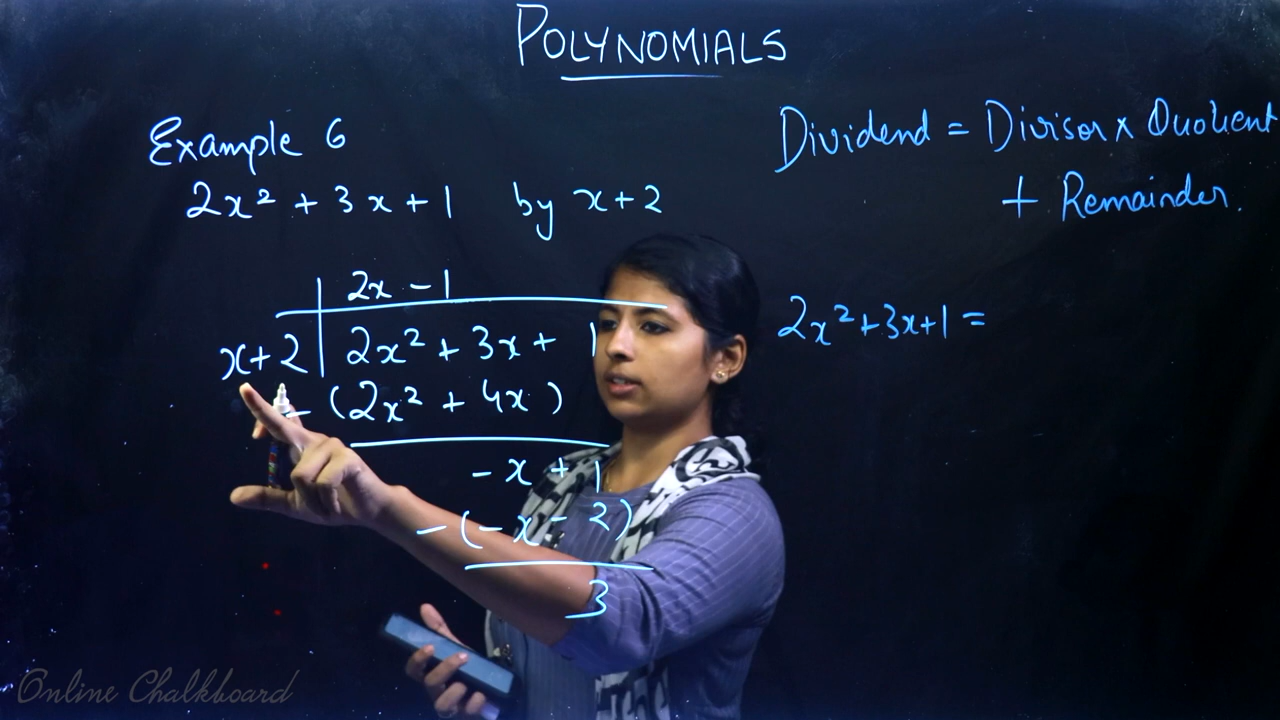 POLYNOMIALS
Example 6
2x² + 3x + 1 by x + 2
2x - 1
x + 2 | 2x² + 3x + 1
- (2x² + 4x)
- x + 1
- (- x - 2)
3
Dividend = Divisor x Quotient
+ Remainder.
2x² + 3x + 1 =
Online Chalkboard